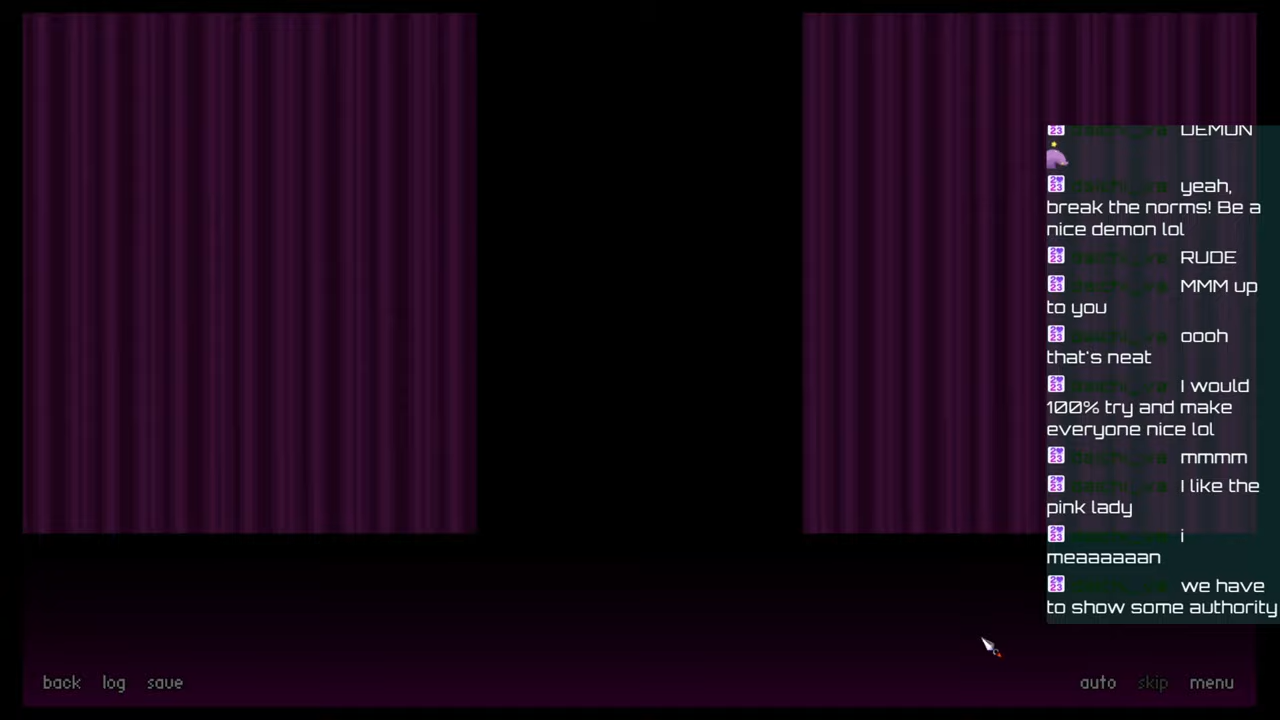 DEMON
yeah,
break the norms! Be a
nice demon lol
RUDE
MMM up
to you
oooh
that's neat
I would
100% try and make
everyone nice lol
mmmm
I like the
pink lady
i
meaaaaaan
we have
to show some authority
back log save
auto skip menu